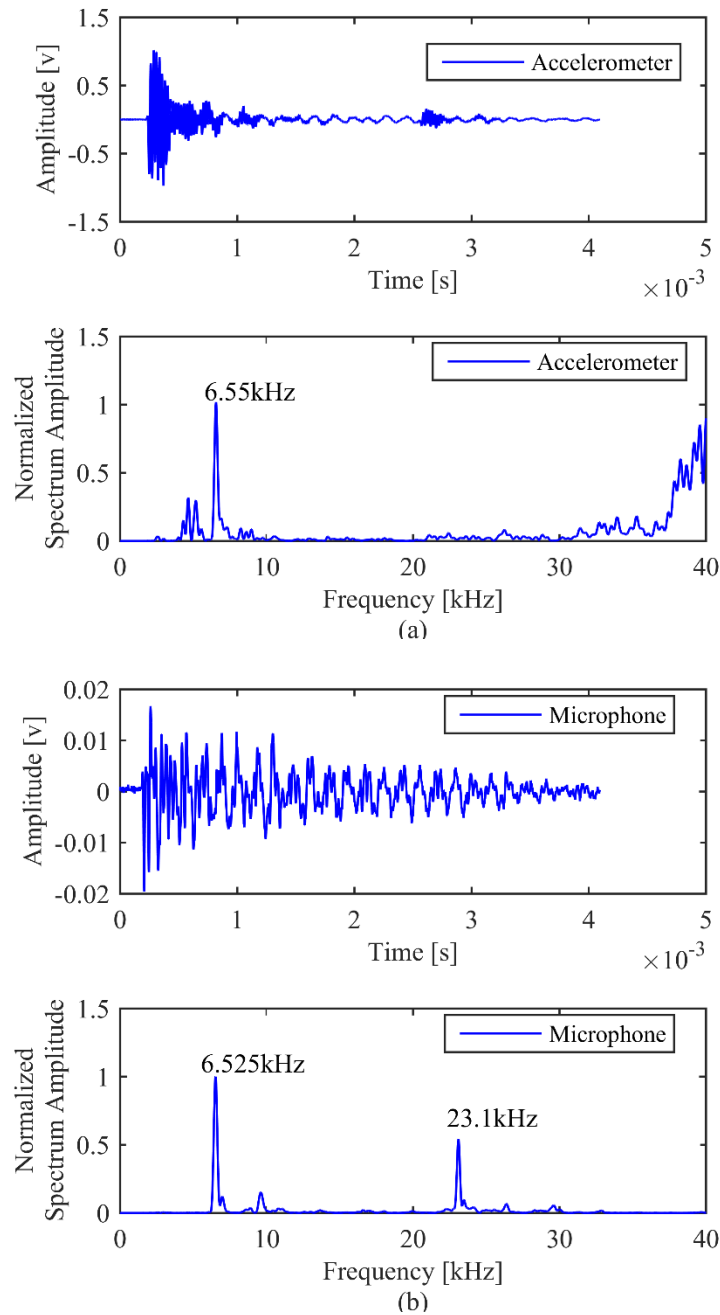 1.5
Accelerometer
0.5
-0.5
-1.5
Amplitude [v]
0 1 2 3 4 5
Time [s]
×10⁻³
1.5
Accelerometer
6.55kHz
1
0.5
0
Normalized
Spectrum Amplitude
0 10 20 30 40
Frequency [kHz]
(a)
0.02
Microphone
0.01
0
-0.01
-0.02
Amplitude [v]
0 1 2 3 4 5
Time [s]
×10⁻³
1.5
Microphone
6.525kHz
1
23.1kHz
0.5
0
Normalized
Spectrum Amplitude
0 10 20 30 40
Frequency [kHz]
(b)